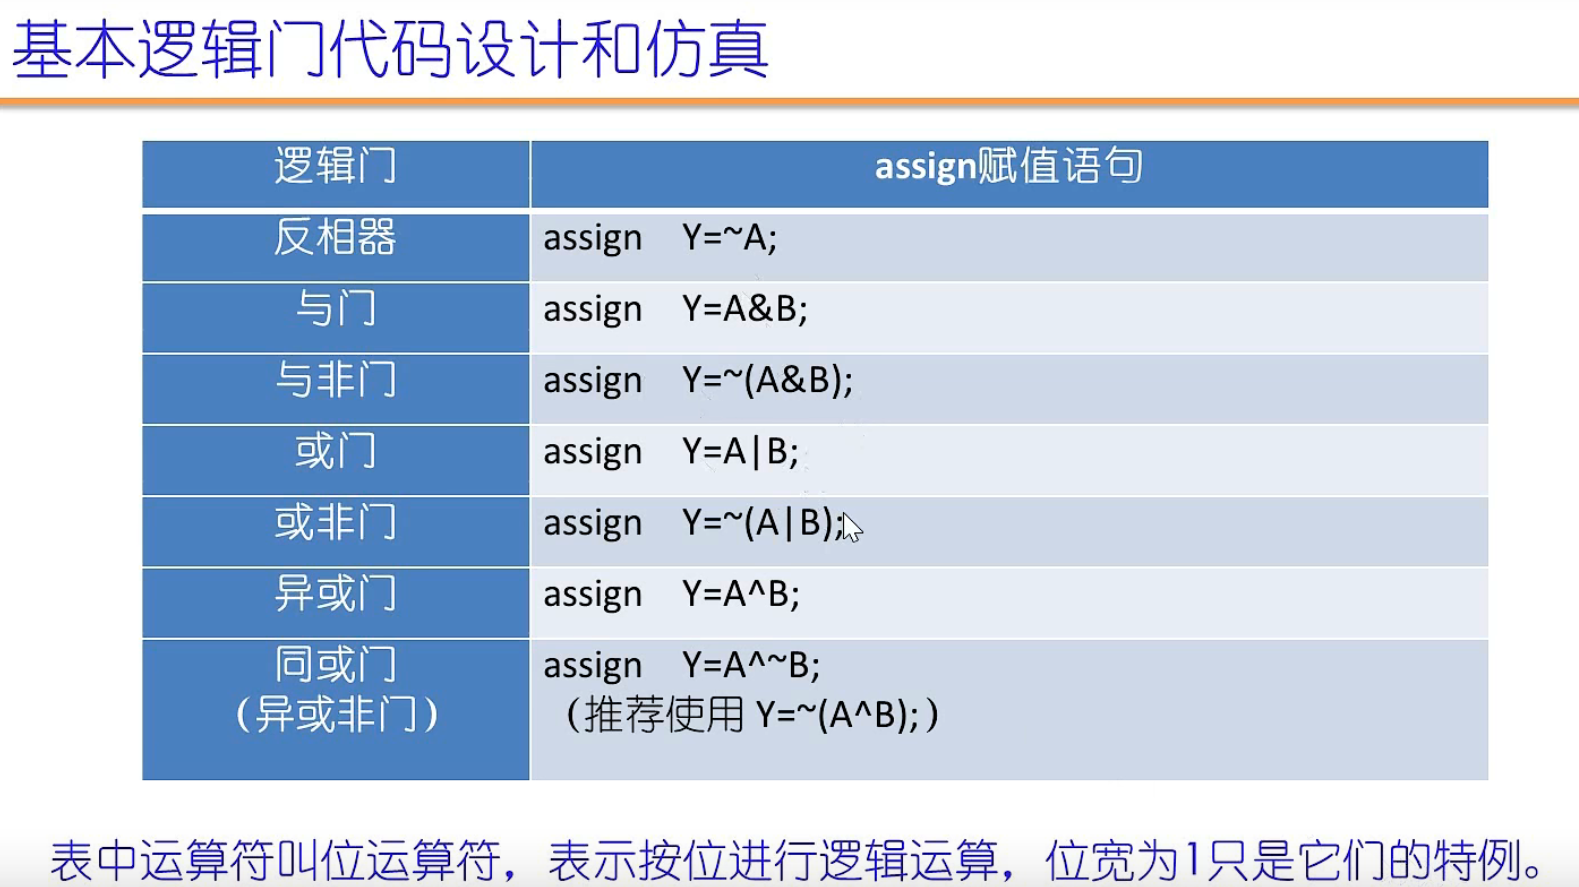 基本逻辑门代码设计和仿真
逻辑门 assign赋值语句
反相器 assign Y=~A;
与门 assign Y=A&B;
与非门 assign Y=~(A&B);
或门 assign Y=A|B;
或非门 assign Y=~(A|B);
异或门 assign Y=A^B;
同或门 assign Y=A^~B;
(异或非门) (推荐使用 Y=~(A^B);)
表中运算符叫位运算符，表示按位进行逻辑运算，位宽为1只是它们的特例。